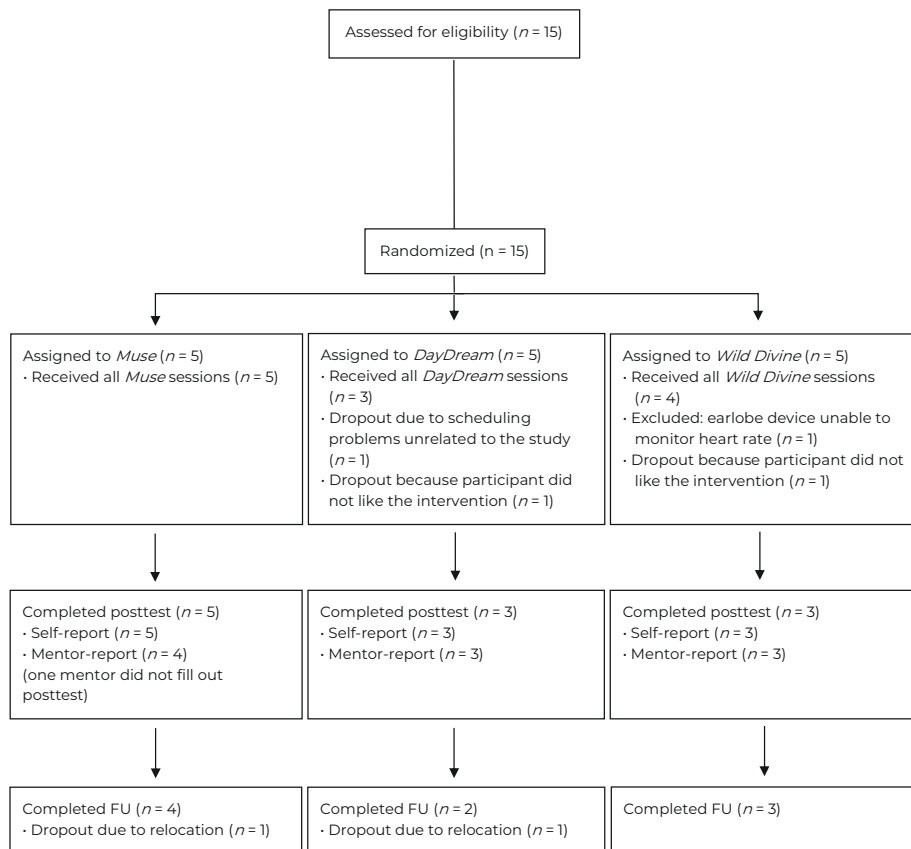 Assessed for eligibility (n = 15)
Randomized (n = 15)
Assigned to Muse (n = 5)
· Received all Muse sessions (n = 5)
Assigned to DayDream (n = 5)
· Received all DayDream sessions
(n = 3)
· Dropout due to scheduling
problems unrelated to the study
(n = 1)
· Dropout because participant did
not like the intervention (n = 1)
Assigned to Wild Divine (n = 5)
· Received all Wild Divine sessions
(n = 4)
· Excluded: earlobe device unable to
monitor heart rate (n = 1)
· Dropout because participant did not
like the intervention (n = 1)
Completed posttest (n = 5)
· Self-report (n = 5)
· Mentor-report (n = 4)
(one mentor did not fill out
posttest)
Completed posttest (n = 3)
· Self-report (n = 3)
· Mentor-report (n = 3)
Completed posttest (n = 3)
· Self-report (n = 3)
· Mentor-report (n = 3)
Completed FU (n = 4)
· Dropout due to relocation (n = 1)
Completed FU (n = 2)
· Dropout due to relocation (n = 1)
Completed FU (n = 3)